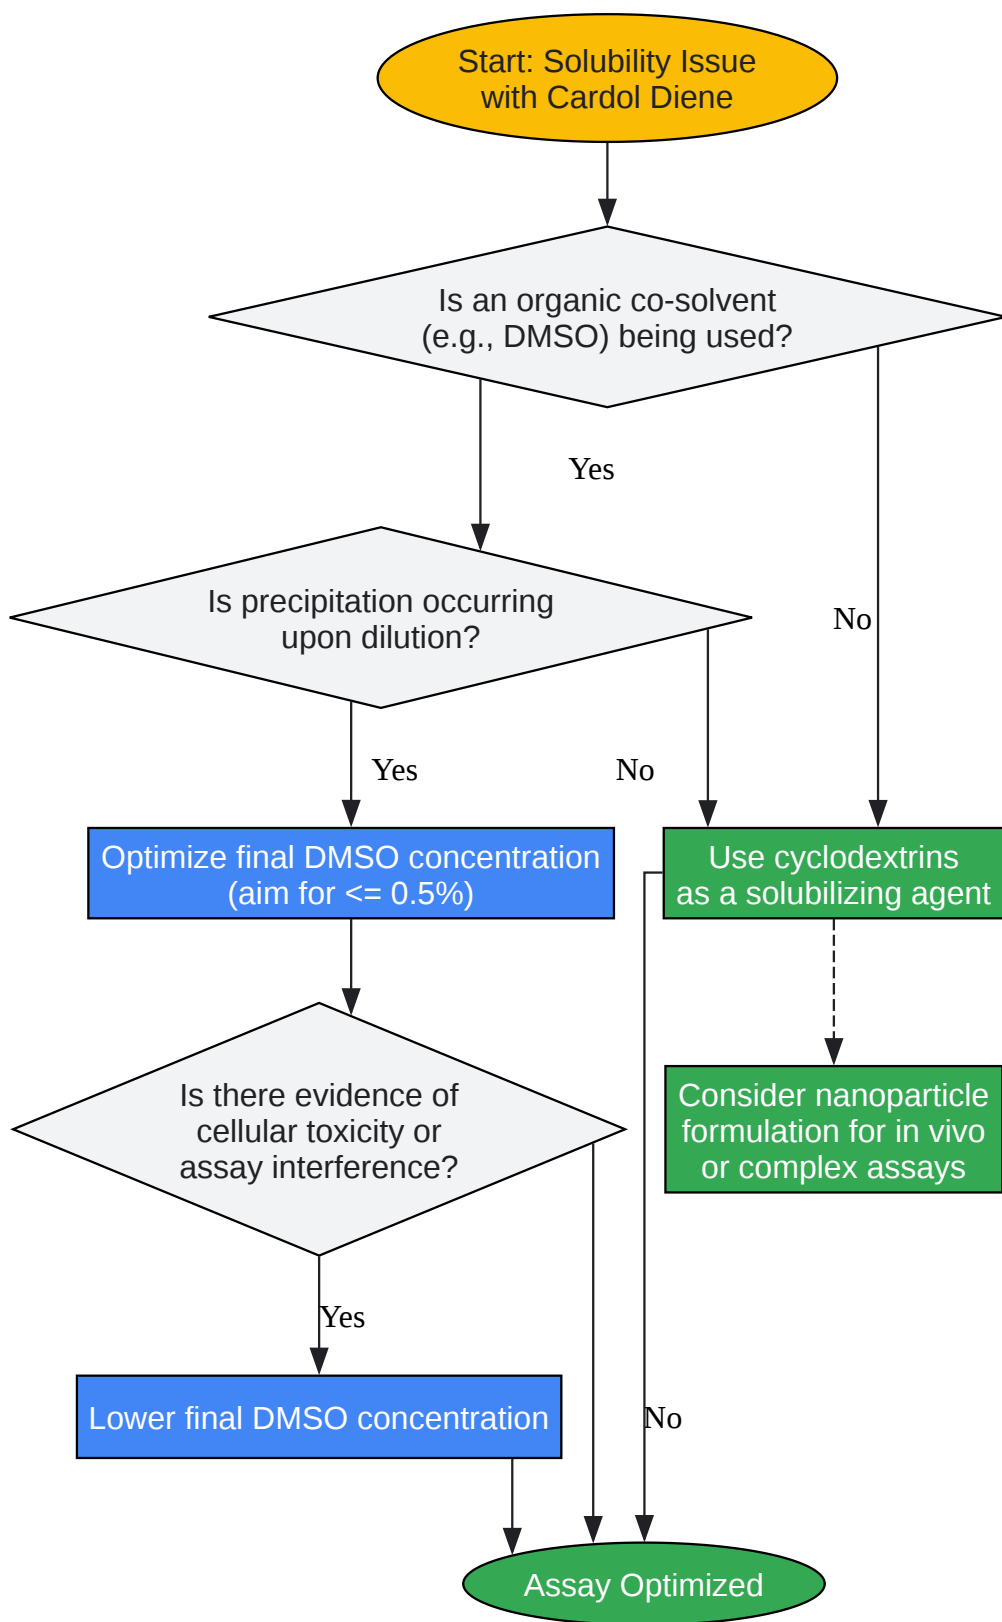 Start: Solubility Issue
with Cardol Diene
Is an organic co-solvent
(e.g., DMSO) being used?
Yes
No
Is precipitation occurring
upon dilution?
Yes
No
Optimize final DMSO concentration
(aim for <= 0.5%)
Use cyclodextrins
as a solubilizing agent
Is there evidence of
cellular toxicity or
assay interference?
Consider nanoparticle
formulation for in vivo
or complex assays
Yes
Lower final DMSO concentration
No
Assay Optimized